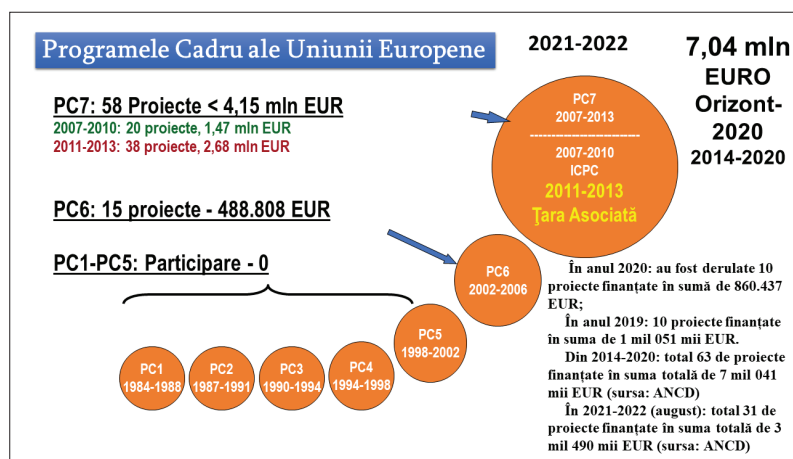 Programele Cadru ale Uniunii Europene
2021-2022
7,04 mln
EURO
Orizont-
2020
2014-2020
PC7: 58 Proiecte < 4,15 mln EUR
2007-2010: 20 proiecte, 1,47 mln EUR
2011-2013: 38 proiecte, 2,68 mln EUR
PC7
2007-2013
----------------------------
2007-2010
ICPC
2011-2013
Ţara Asociată
PC6: 15 proiecte - 488.808 EUR
PC6
2002-2006
PC1-PC5: Participare - 0
PC5
1998-2002
PC1
1984-1988
PC2
1987-1991
PC3
1990-1994
PC4
1994-1998
În anul 2020: au fost derulate 10
proiecte finanțate în sumă de 860.437
EUR;
În anul 2019: 10 proiecte finanțate
în suma de 1 mil 051 mii EUR.
Din 2014-2020: total 63 de proiecte
finanțate în suma totală de 7 mil 041
mii EUR (sursa: ANCD)
În 2021-2022 (august): total 31 de
proiecte finanțate în suma totală de 3
mil 490 mii EUR (sursa: ANCD)